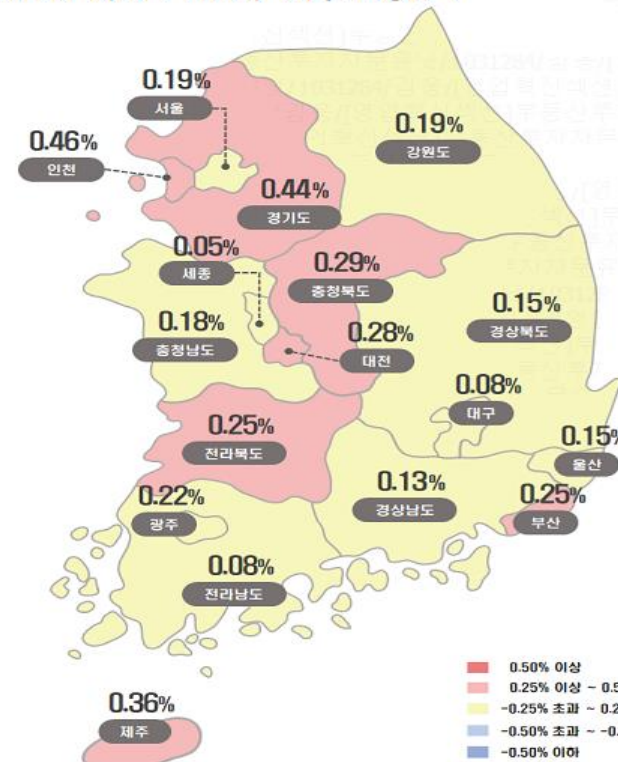 0.19%
서울
0.19%
강원도
0.46%
인천
0.44%
경기도
0.05%
세종
0.29%
충청북도
0.15%
경상북도
0.18%
충청남도
0.28%
대전
0.08%
대구
0.25%
전라북도
0.15%
울산
0.13%
경상남도
0.25%
부산
0.22%
광주
0.08%
전라남도
0.36%
제주
0.50% 이상
0.25% 이상 ~ 0.5
-0.25% 초과 ~ 0.2
-0.50% 초과 ~ -0.
-0.50% 이하